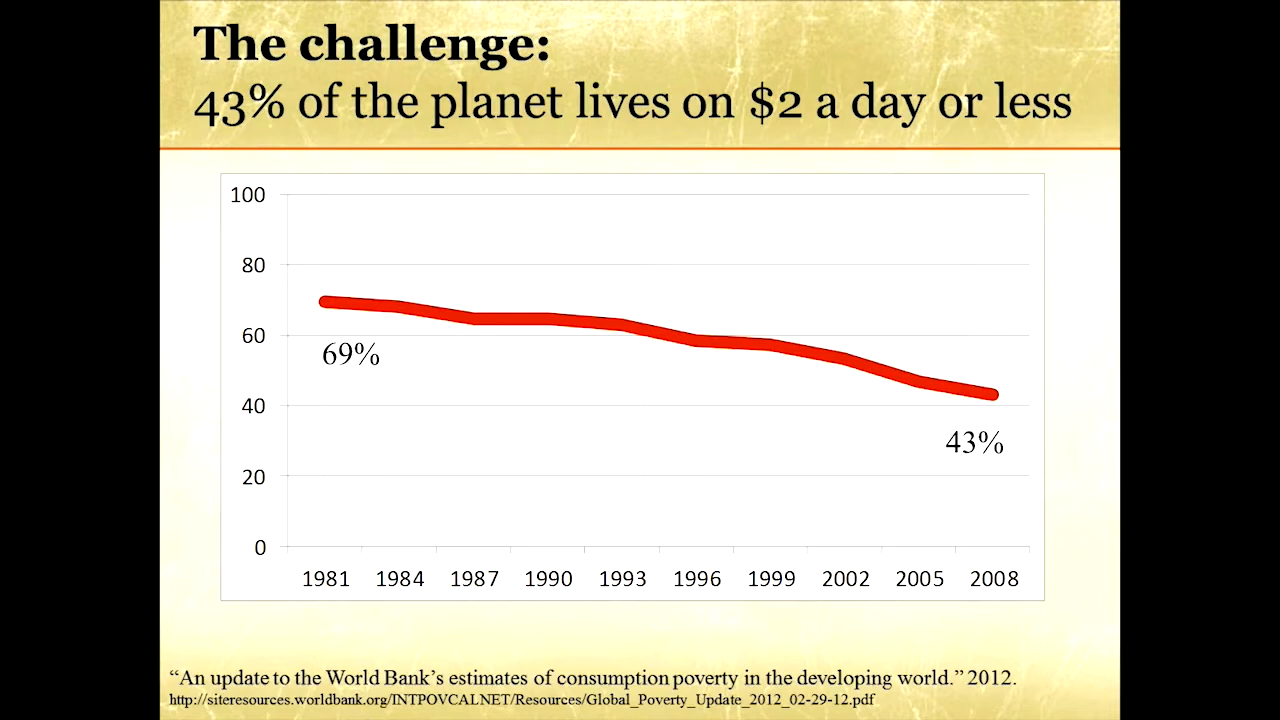 The challenge:
43% of the planet lives on $2 a day or less
100
80
60
40
20
0
69%
43%
1981 1984 1987 1990 1993 1996 1999 2002 2005 2008
“An update to the World Bank’s estimates of consumption poverty in the developing world.” 2012.
http://siteresources.worldbank.org/INTPOVCALNET/Resources/Global_Poverty_Update_2012_02-29-12.pdf